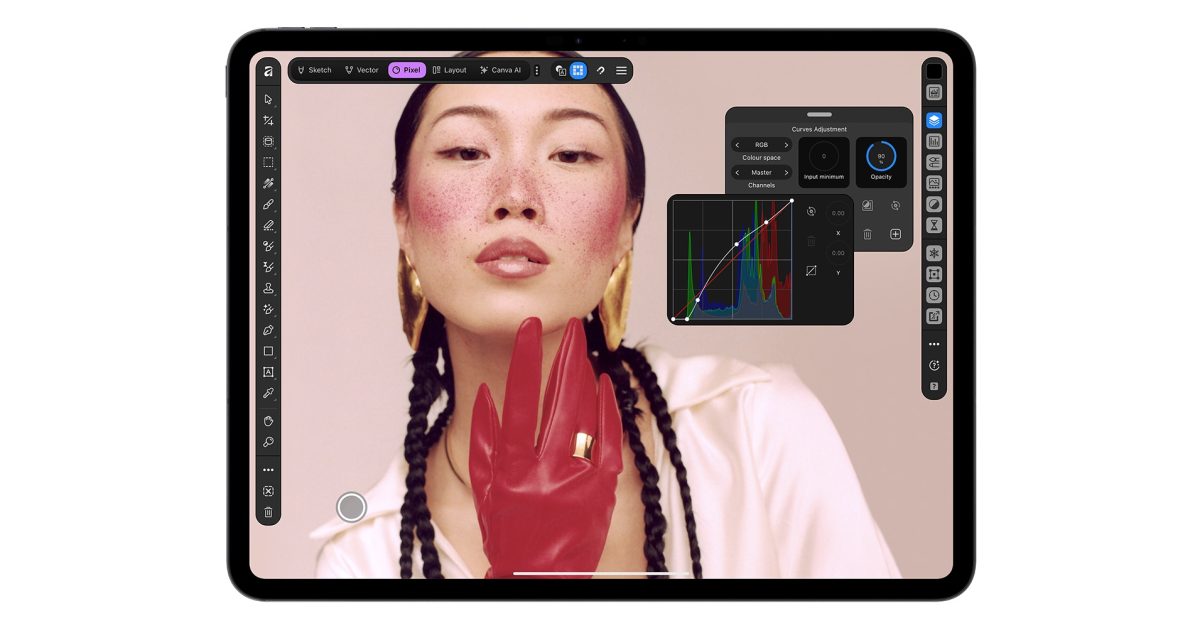 Sketch Vector Pixel Layout Canva AI
Curves Adjustment
RGB
Colour space
Master
Channels
0
Input minimum
90
%
Opacity
0.00
X
0.00
Y